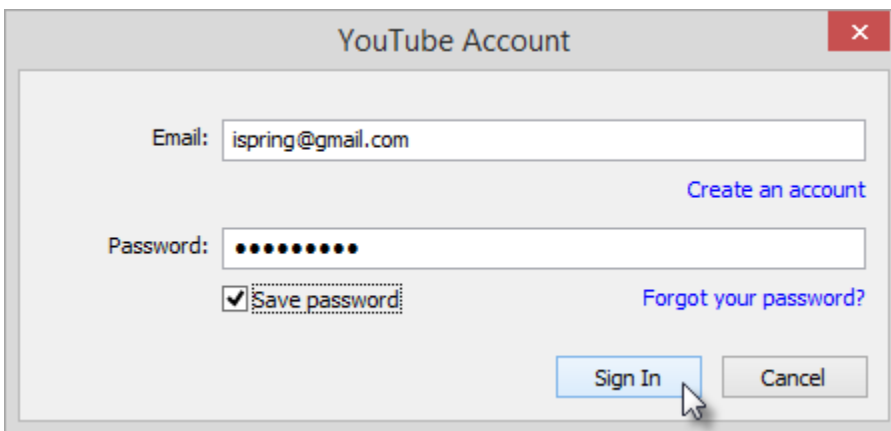 YouTube Account
Email: ispring@gmail.com
Create an account
Password: •••••••••
Save password Forgot your password?
Sign In Cancel